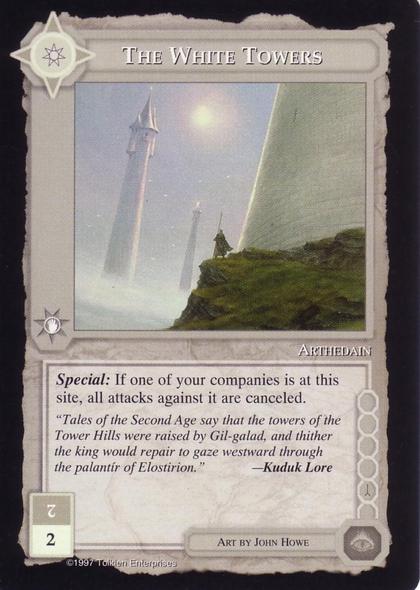 THE WHITE TOWERS
ARTHEDAIN
Special: If one of your companies is at this
site, all attacks against it are canceled.
"Tales of the Second Age say that the towers of the
Tower Hills were raised by Gil-galad, and thither
the king would repair to gaze westward through
the palantír of Elostirion." —Kuduk Lore
2
2
ART BY JOHN HOWE
©1997 Tolkien Enterprises